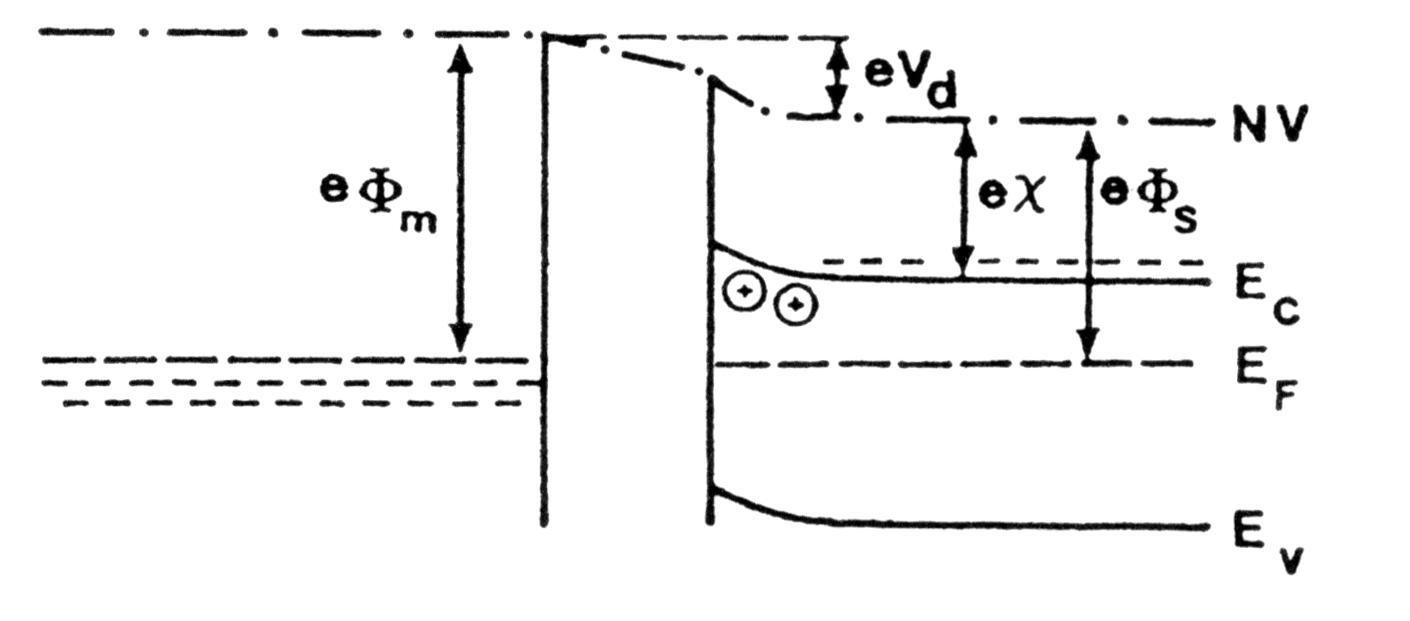 eV_d
NV
eΦ_m
eχ
eΦ_s
E_C
+ +
E_F
E_V